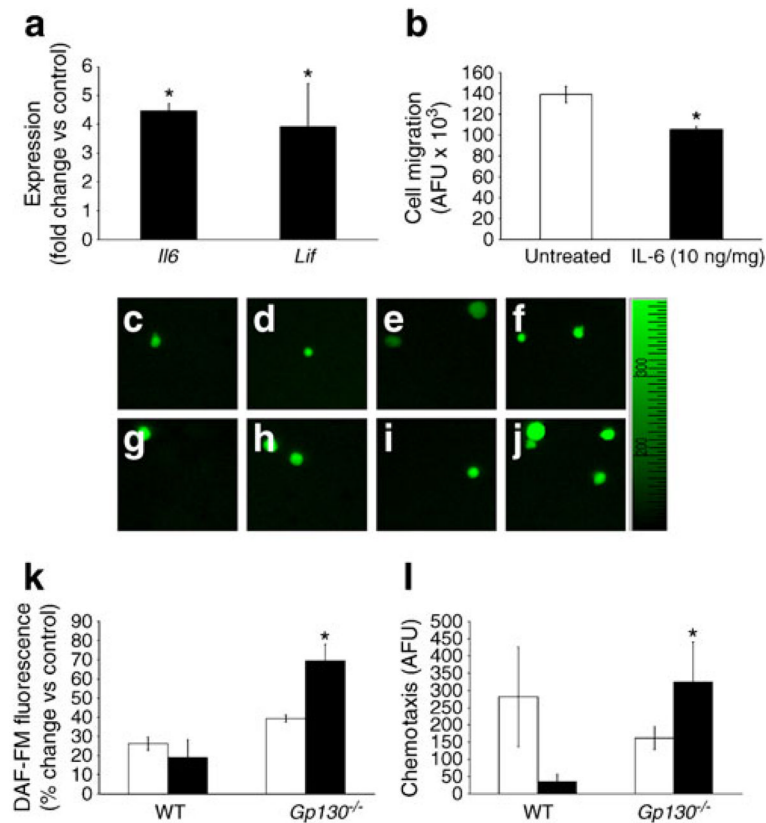 a
Expression
(fold change vs control)
6
5
4
3
2
1
0
*
*
Il6
Lif
b
Cell migration
(AFU x 10³)
160
140
120
100
80
60
40
20
0
*
Untreated
IL-6 (10 ng/mg)
c
d
e
f
g
h
i
j
300
200
k
DAF-FM fluorescence
(% change vs control)
90
80
70
60
50
40
30
20
10
0
*
WT
Gp130-/-
l
Chemotaxis (AFU)
500
450
400
350
300
250
200
150
100
50
0
*
WT
Gp130-/-